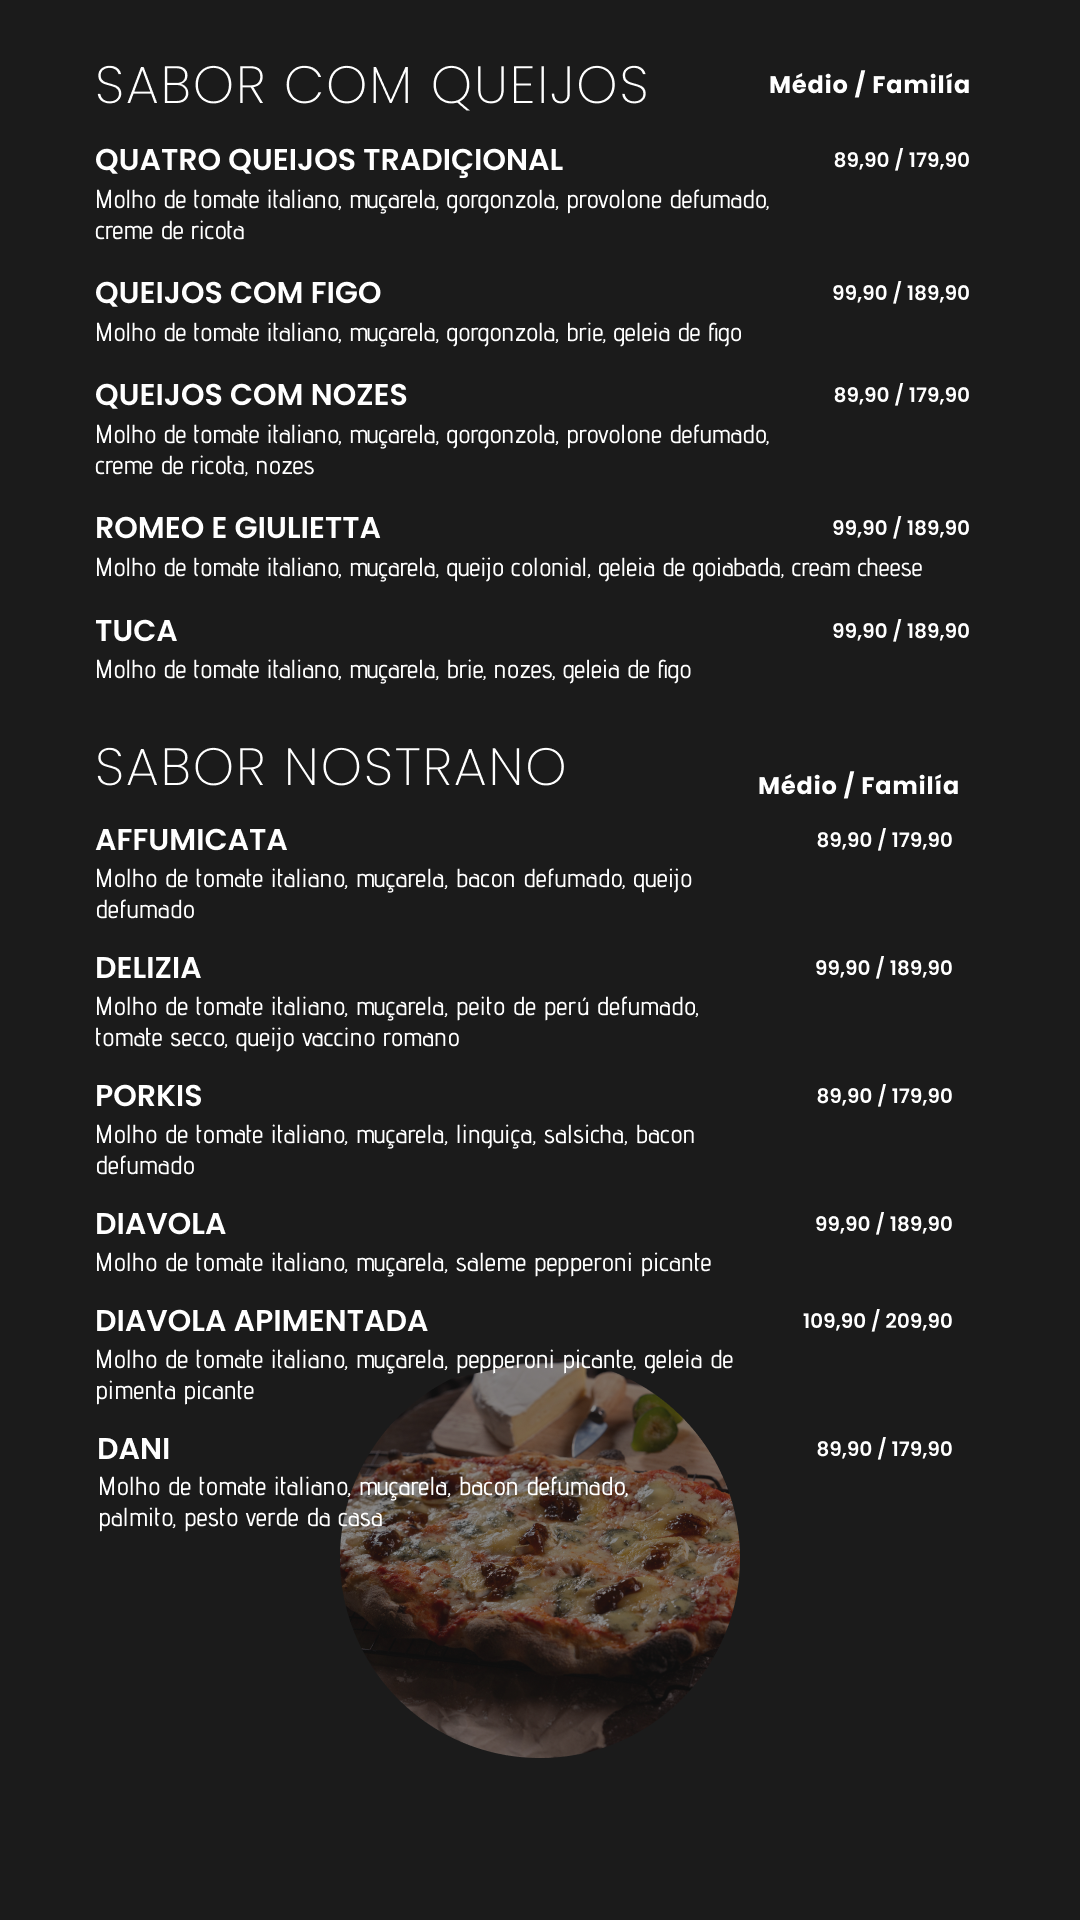 SABOR COM QUEIJOS
Médio / Familía
QUATRO QUEIJOS TRADIÇIONAL
89,90 / 179,90
Molho de tomate italiano, muçarela, gorgonzola, provolone defumado,
creme de ricota
QUEIJOS COM FIGO
99,90 / 189,90
Molho de tomate italiano, muçarela, gorgonzola, brie, geleia de figo
QUEIJOS COM NOZES
89,90 / 179,90
Molho de tomate italiano, muçarela, gorgonzola, provolone defumado,
creme de ricota, nozes
ROMEO E GIULIETTA
99,90 / 189,90
Molho de tomate italiano, muçarela, queijo colonial, geleia de goiabada, cream cheese
TUCA
99,90 / 189,90
Molho de tomate italiano, muçarela, brie, nozes, geleia de figo
SABOR NOSTRANO
Médio / Familía
AFFUMICATA
89,90 / 179,90
Molho de tomate italiano, muçarela, bacon defumado, queijo
defumado
DELIZIA
99,90 / 189,90
Molho de tomate italiano, muçarela, peito de perú defumado,
tomate secco, queijo vaccino romano
PORKIS
89,90 / 179,90
Molho de tomate italiano, muçarela, linguiça, salsicha, bacon
defumado
DIAVOLA
99,90 / 189,90
Molho de tomate italiano, muçarela, saleme pepperoni picante
DIAVOLA APIMENTADA
109,90 / 209,90
Molho de tomate italiano, muçarela, pepperoni picante, geleia de
pimenta picante
DANI
89,90 / 179,90
Molho de tomate italiano, muçarela, bacon defumado,
palmito, pesto verde da casa